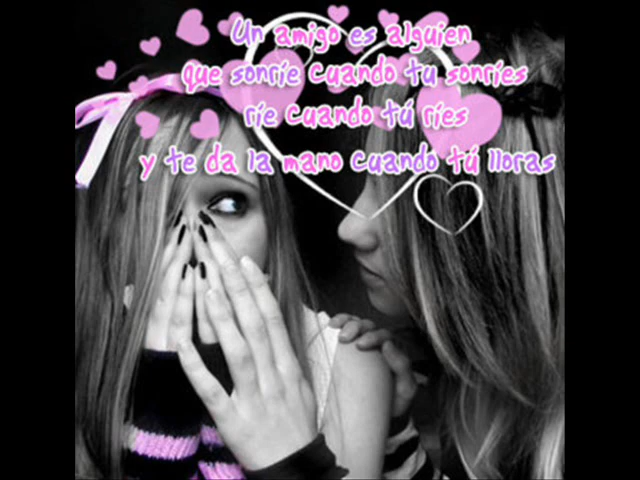 Un amigo es alguien
que sonríe cuando tu sonríes
ríe cuando tú ríes
y te da la mano cuando tú lloras